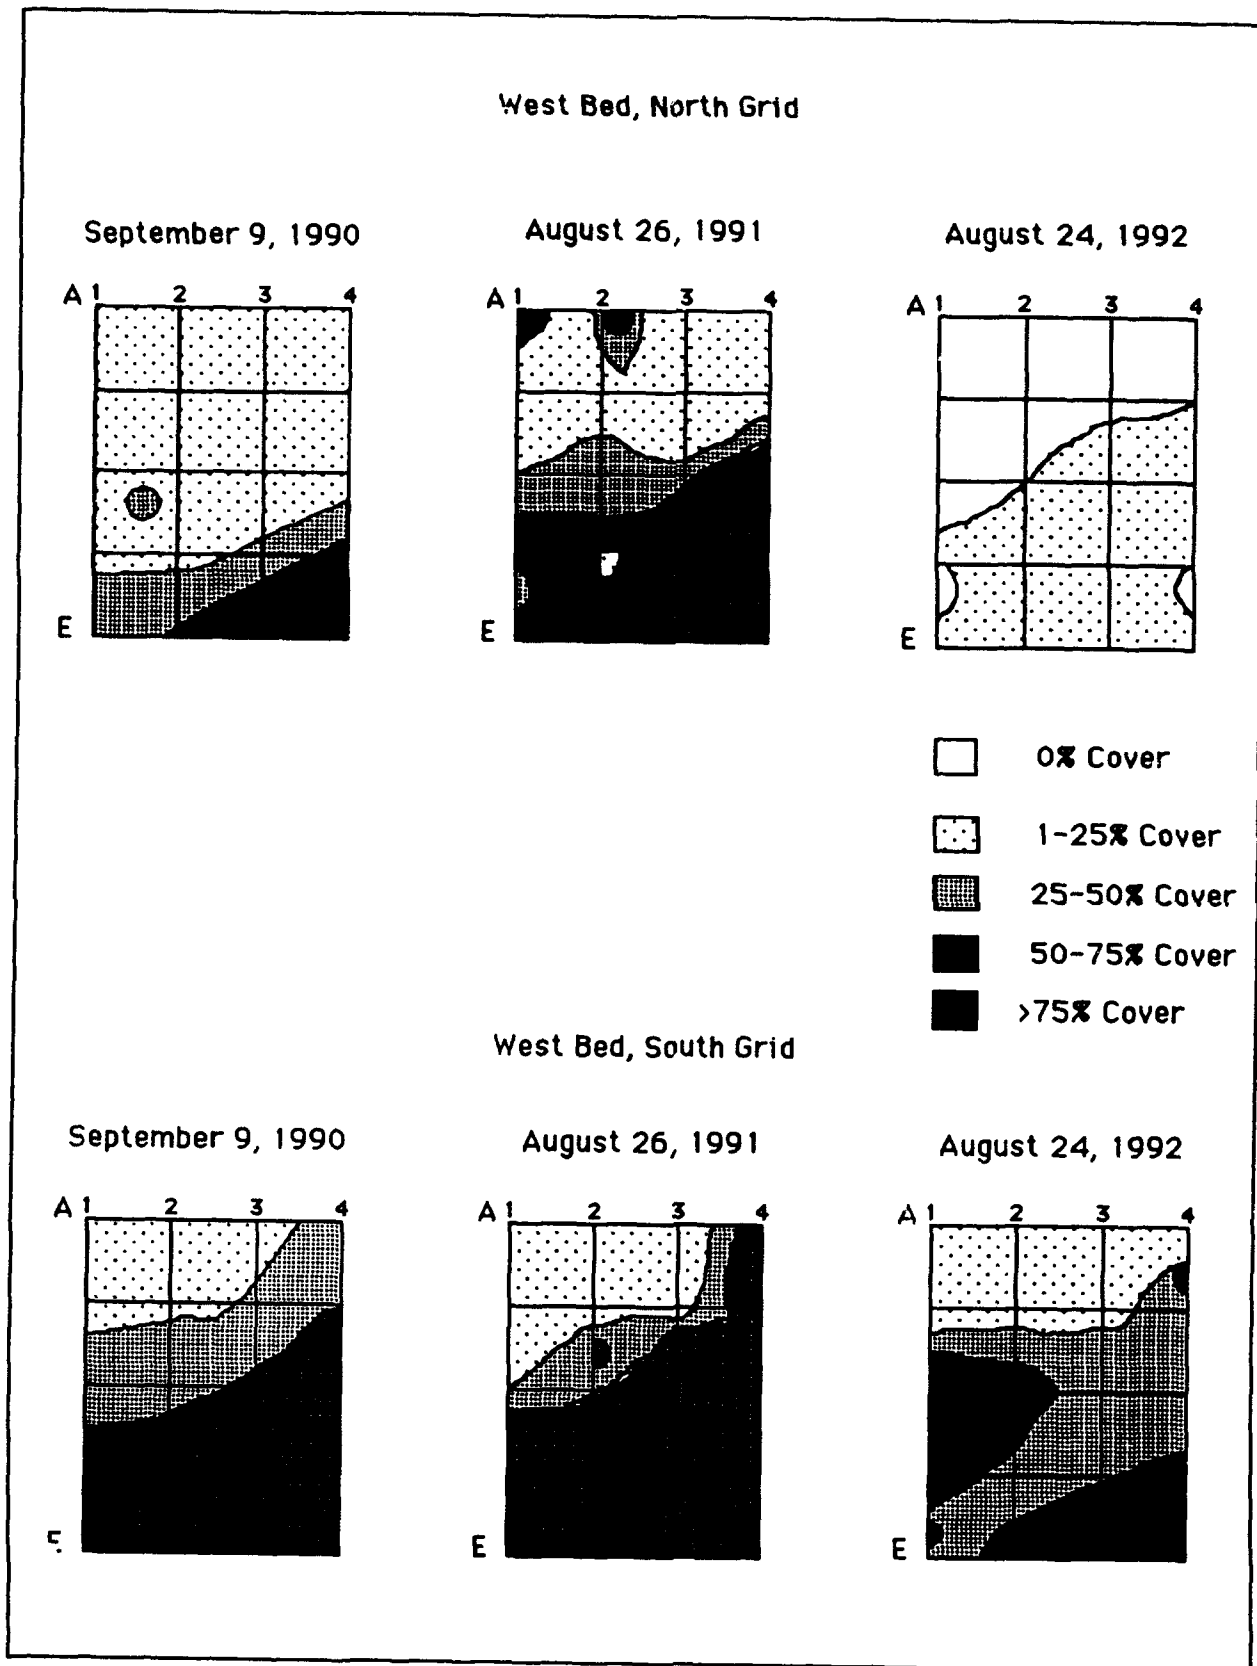 West Bed, North Grid
September 9, 1990
August 26, 1991
August 24, 1992
A 1 2 3 4
A 1 2 3 4
A 1 2 3 4
E
E
E
0% Cover
1-25% Cover
25-50% Cover
50-75% Cover
>75% Cover
West Bed, South Grid
September 9, 1990
August 26, 1991
August 24, 1992
A 1 2 3 4
A 1 2 3 4
A 1 2 3 4
E
E